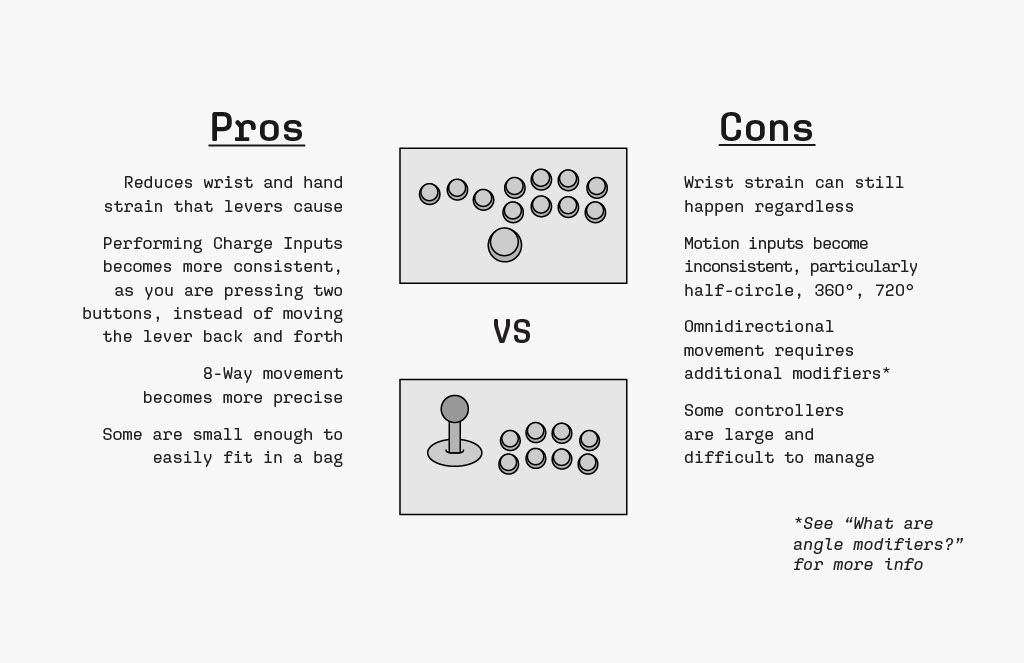 Pros
Reduces wrist and hand
strain that levers cause
Performing Charge Inputs
becomes more consistent,
as you are pressing two
buttons, instead of moving
the lever back and forth
8-Way movement
becomes more precise
Some are small enough to
easily fit in a bag
VS
Cons
Wrist strain can still
happen regardless
Motion inputs become
inconsistent, particularly
half-circle, 360°, 720°
Omnidirectional
movement requires
additional modifiers*
Some controllers
are large and
difficult to manage
*See “What are
angle modifiers?”
for more info